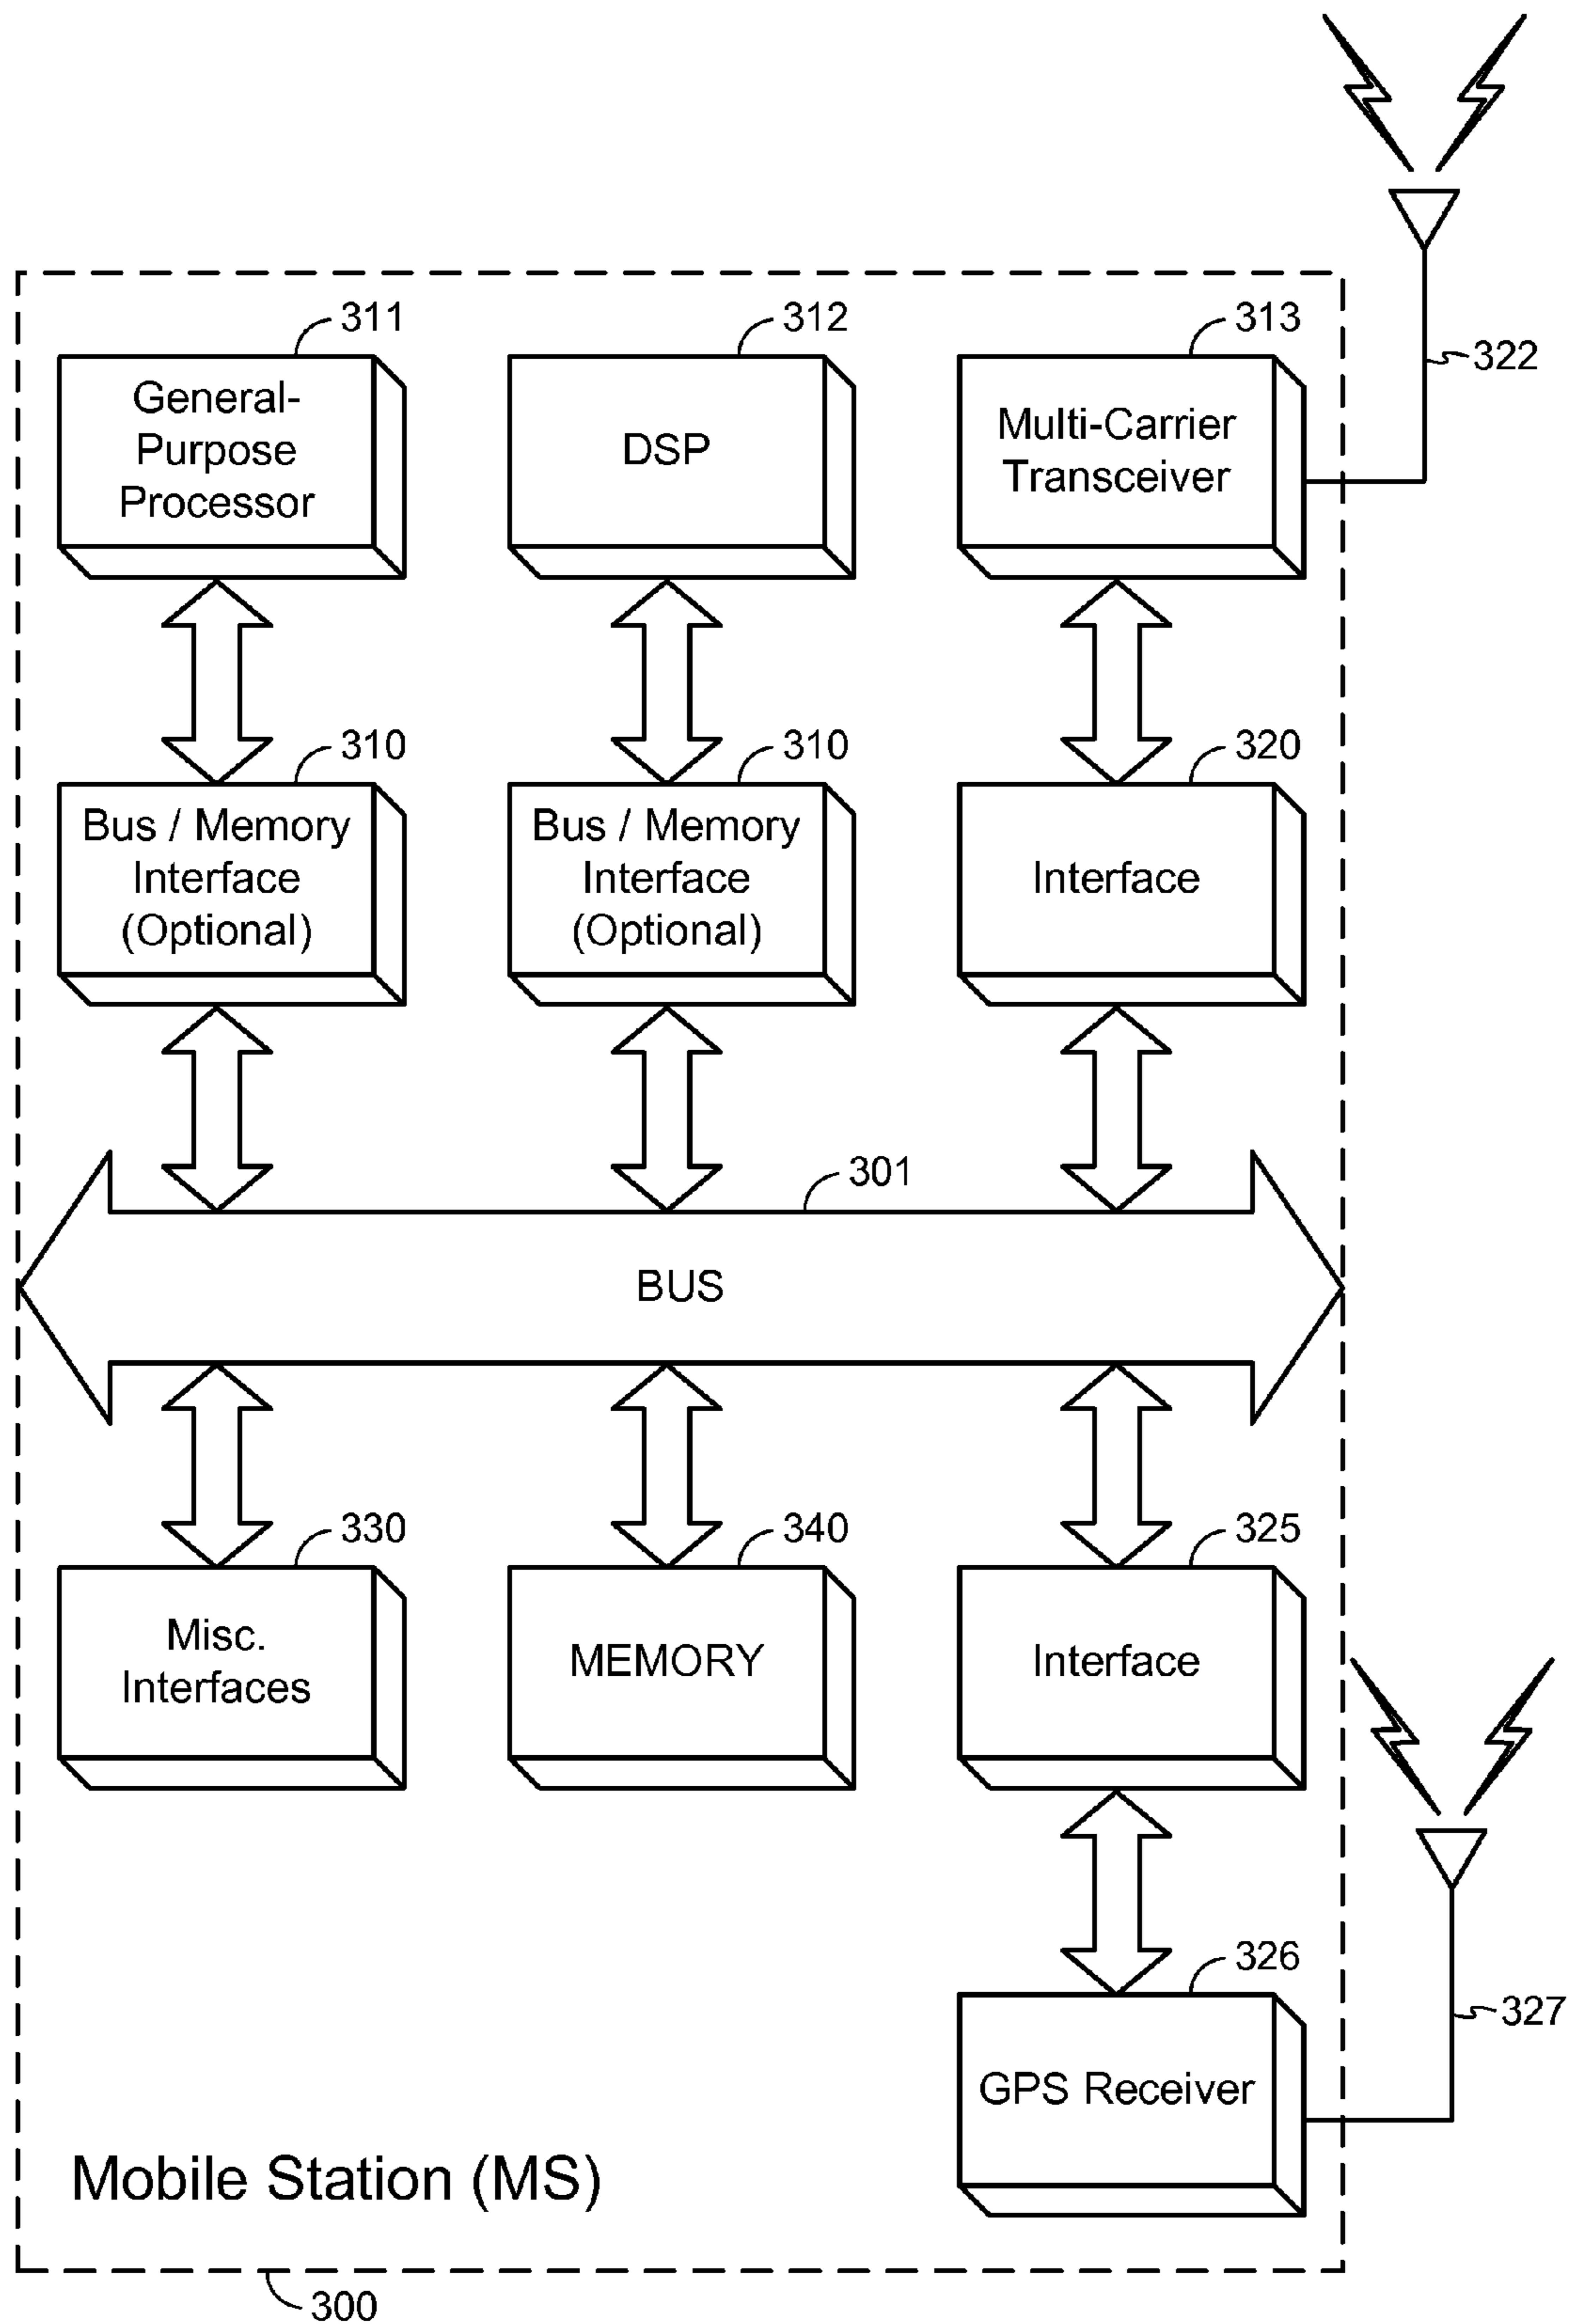 311
312
313
322
General-
Purpose
Processor
DSP
Multi-Carrier
Transceiver
310
310
320
Bus / Memory
Interface
(Optional)
Bus / Memory
Interface
(Optional)
Interface
301
BUS
330
340
325
Misc.
Interfaces
MEMORY
Interface
326
327
GPS Receiver
Mobile Station (MS)
300